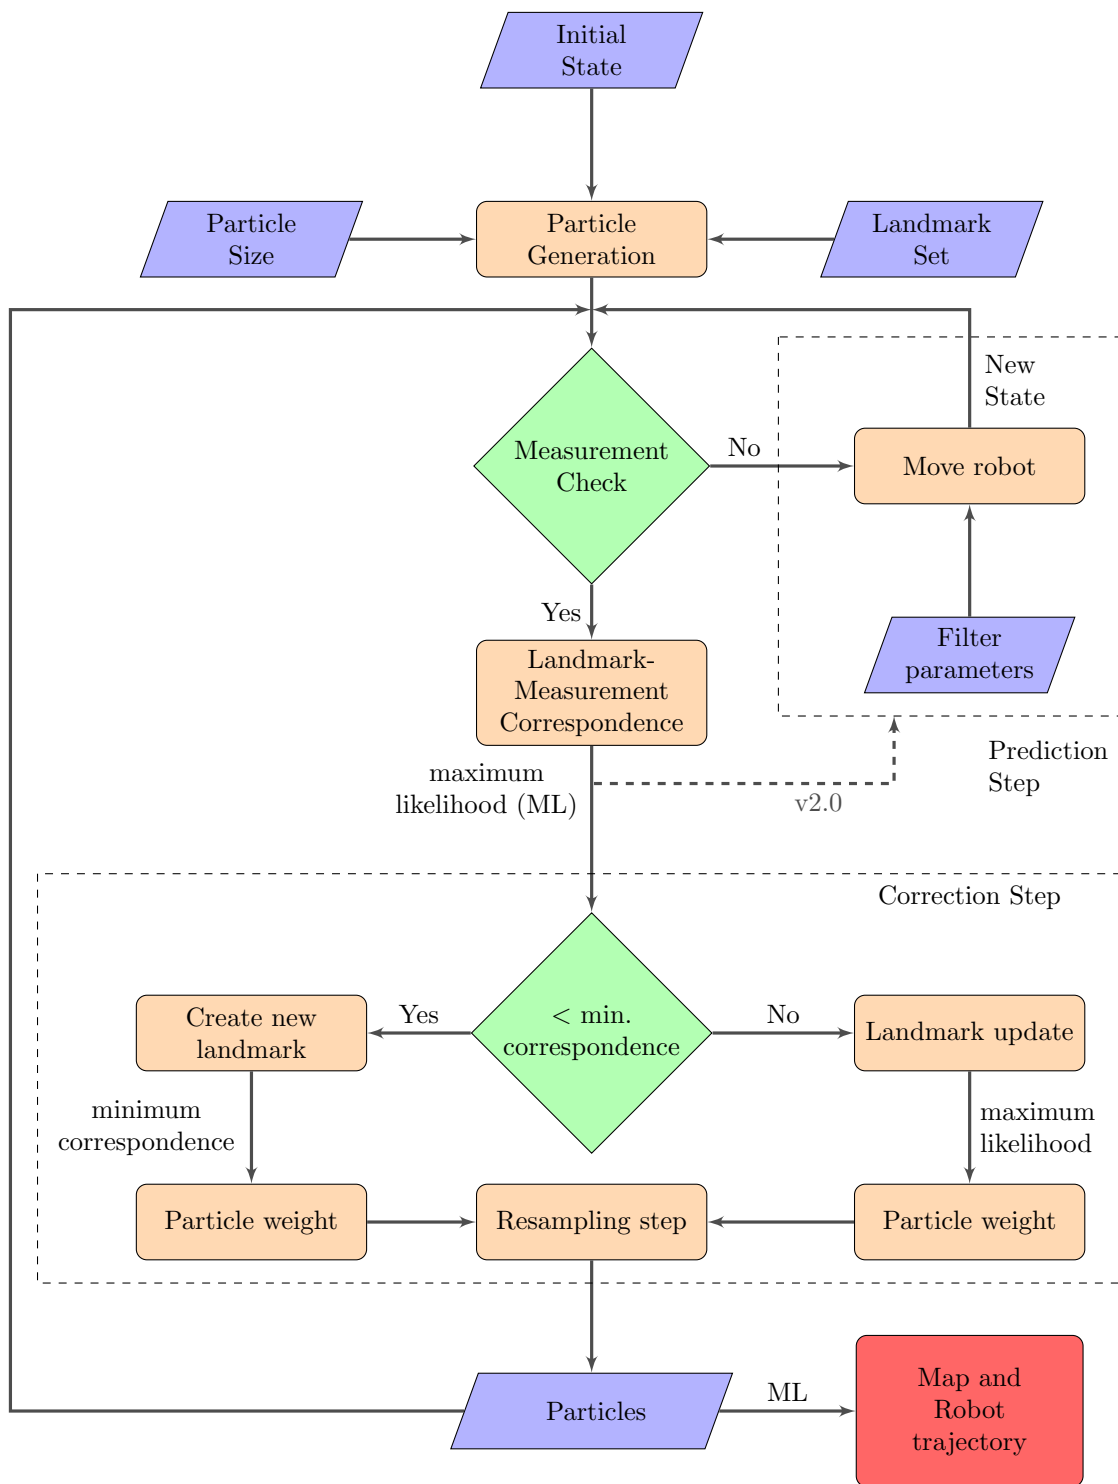 Initial
State
Particle
Size
Particle
Generation
Landmark
Set
New
State
Measurement
Check
No
Move robot
Yes
Filter
parameters
Landmark-
Measurement
Correspondence
maximum
likelihood (ML)
v2.0
Prediction
Step
Correction Step
Create new
landmark
Yes
< min.
correspondence
No
Landmark update
minimum
correspondence
maximum
likelihood
Particle weight
Resampling step
Particle weight
Particles
ML
Map and
Robot
trajectory